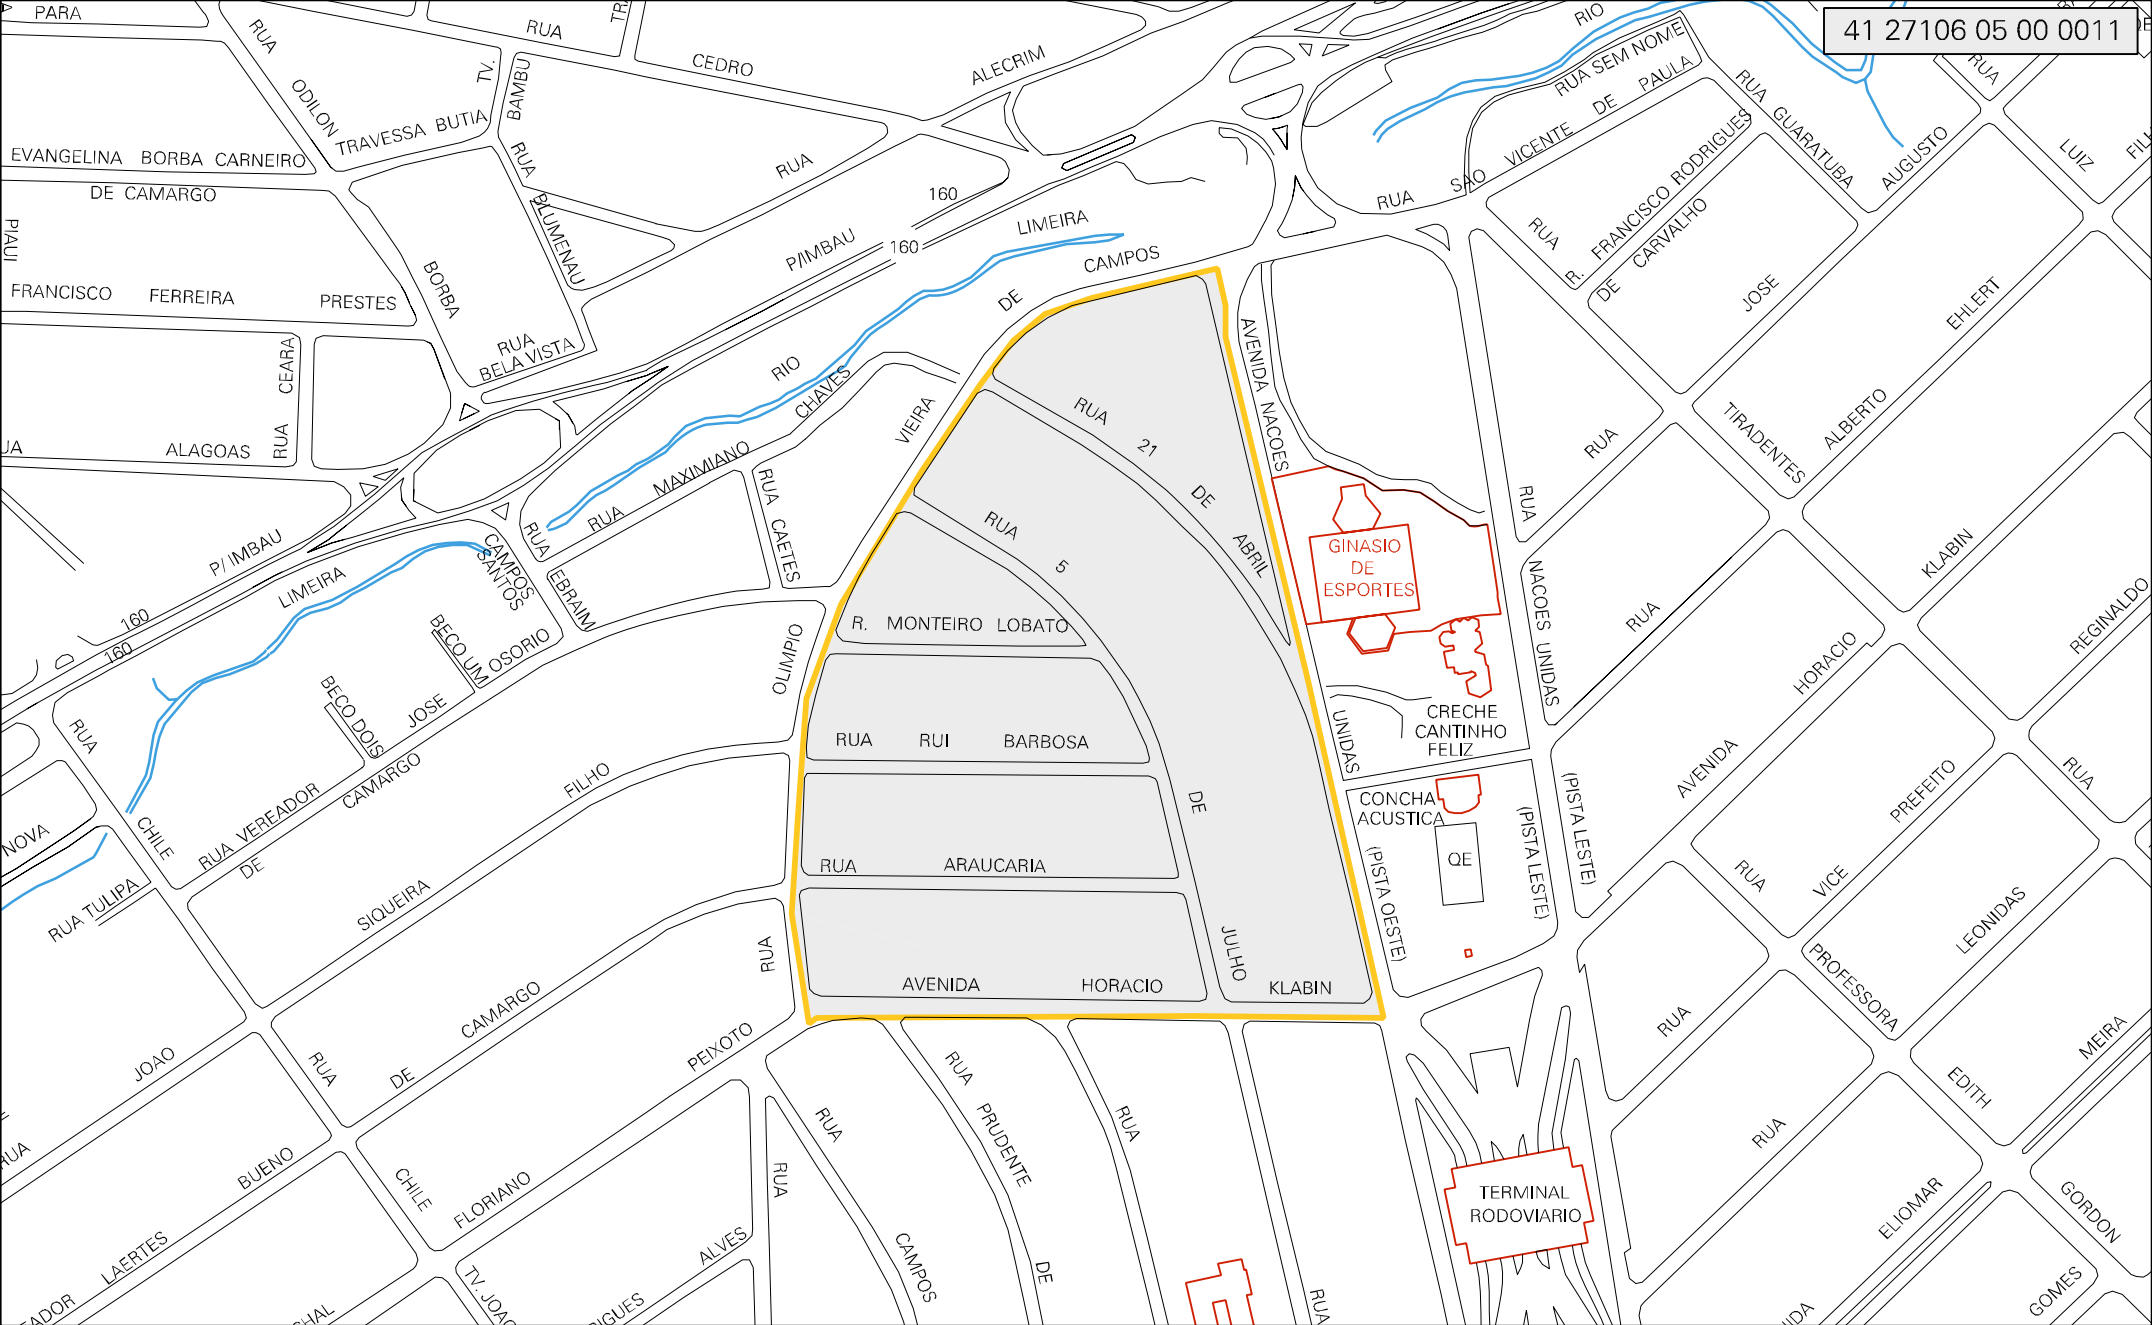 41 27106 05 00 0011
PARA
RUA
ODILON
RUA
CEDRO
ALECRIM
RIO
RUA SEM NOME
RUA SAO VICENTE DE PAULA
RUA GUARATUBA
RUA
AUGUSTO
LUIZ
TV.
BAMBU
TRAVESSA BUTIA
EVANGELINA BORBA CARNEIRO
DE CAMARGO
PIAUI
RUA
BLUMENAU
RUA
160
P/IMBAU
160
LIMEIRA
RUA
R. FRANCISCO RODRIGUES
DE CARVALHO
JOSE
EHLERT
FRANCISCO FERREIRA PRESTES
BORBA
RUA
BELA VISTA
RUA CEARA
ALAGOAS
RIO
RUA MAXIMIANO CHAVES
DE CAMPOS
VIEIRA
AVENIDA NACOES
RUA 21 DE ABRIL
RUA
TIRADENTES
ALBERTO
RUA
KLABIN
REGINALDO
P/ IMBAU
LIMEIRA
160
160
RUA
CAMPOS
SANTOS
EBRAIM
RUA CAETES
RUA 5
GINASIO
DE
ESPORTES
R. MONTEIRO LOBATO
NACOES UNIDAS
RUA
HORACIO
BECO UM
BECO DOIS
JOSE
OSORIO
OLIMPIO
RUA
RUA RUI BARBOSA
UNIDAS
CRECHE
CANTINHO
FELIZ
AVENIDA
PREFEITO
RUA
NOVA
CHILE
RUA VEREADOR
DE
CAMARGO
SIQUEIRA
FILHO
DE
CONCHA
ACUSTICA
QE
(PISTA OESTE)
(PISTA LESTE)
(PISTA LESTE)
RUA ARAUCARIA
RUA
VICE
LEONIDAS
RUA TULIPA
RUA
JULHO
PROFESSORA
AVENIDA HORACIO KLABIN
JOAO
RUA
DE
CAMARGO
PEIXOTO
RUA
MEIRA
EDITH
RUA
BUENO
CHILE
FLORIANO
RUA
RUA
RUA
PRUDENTE
RUA
RUA
TERMINAL
RODOVIARIO
ELIOMAR
GORDON
LAERTES
ALVES
CAMPOS
DE
RUA
GOMES
TV. JOAO